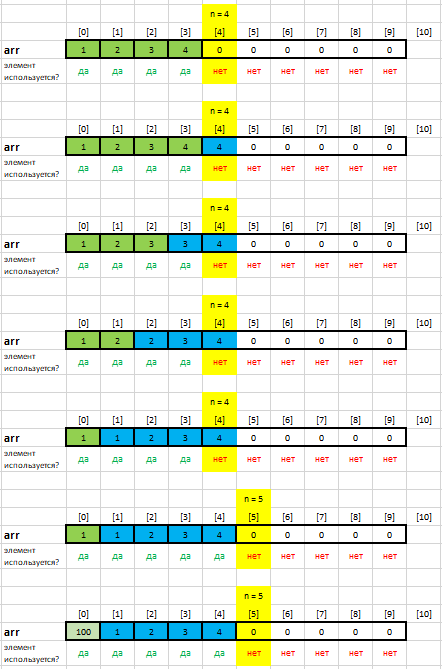 n = 4
[0] [1] [2] [3] [4] [5] [6] [7] [8] [9] [10]
arr 1 2 3 4 0 0 0 0 0 0
элемент
используется? да да да да нет нет нет нет нет нет
n = 4
[0] [1] [2] [3] [4] [5] [6] [7] [8] [9] [10]
arr 1 2 3 4 4 0 0 0 0 0
элемент
используется? да да да да нет нет нет нет нет нет
n = 4
[0] [1] [2] [3] [4] [5] [6] [7] [8] [9] [10]
arr 1 2 3 3 4 0 0 0 0 0
элемент
используется? да да да да нет нет нет нет нет нет
n = 4
[0] [1] [2] [3] [4] [5] [6] [7] [8] [9] [10]
arr 1 2 2 3 4 0 0 0 0 0
элемент
используется? да да да да нет нет нет нет нет нет
n = 4
[0] [1] [2] [3] [4] [5] [6] [7] [8] [9] [10]
arr 1 1 2 3 4 0 0 0 0 0
элемент
используется? да да да да нет нет нет нет нет нет
n = 5
[0] [1] [2] [3] [4] [5] [6] [7] [8] [9] [10]
arr 1 1 2 3 4 0 0 0 0 0
элемент
используется? да да да да да нет нет нет нет нет
n = 5
[0] [1] [2] [3] [4] [5] [6] [7] [8] [9] [10]
arr 100 1 2 3 4 0 0 0 0 0
элемент
используется? да да да да да нет нет нет нет нет